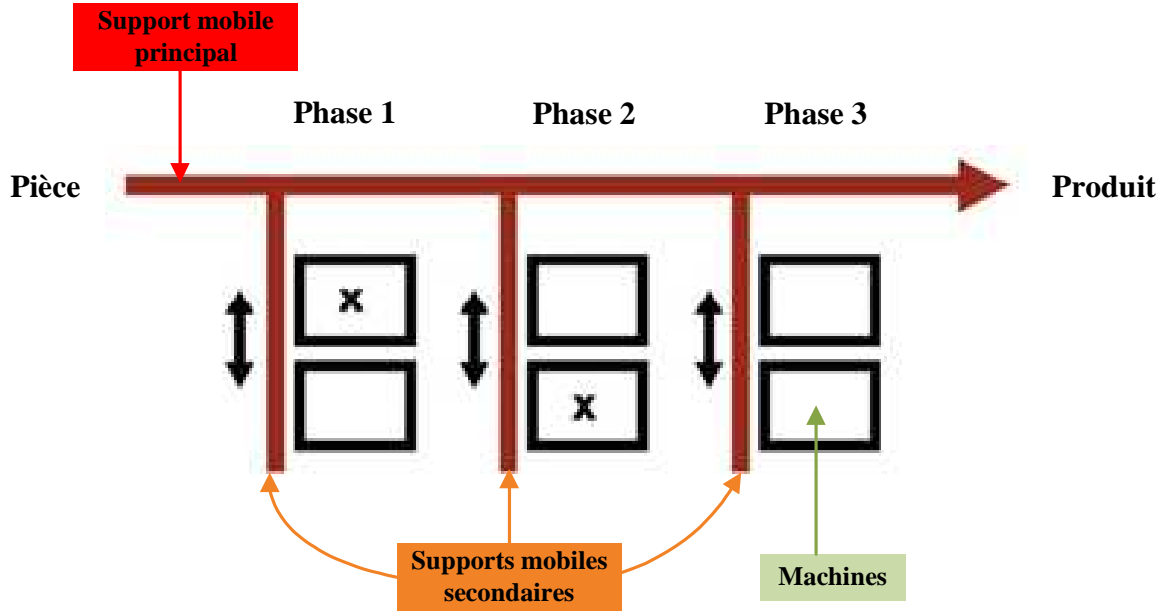 Support mobile
principal
Phase 1
Phase 2
Phase 3
Pièce
Produit
x
x
Supports mobiles
secondaires
Machines